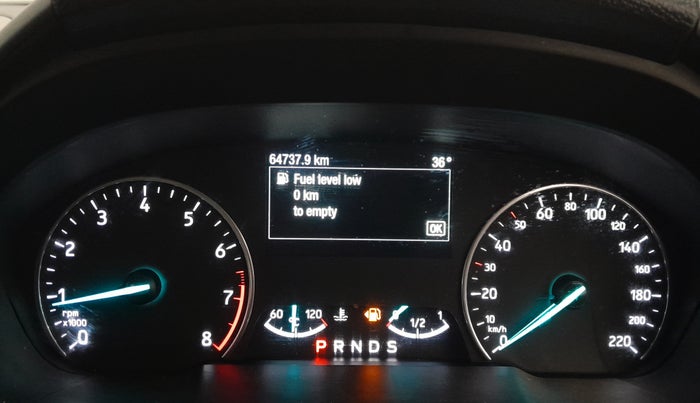 64737.9 km 36°
Fuel level low
0 km
to empty
OK
0 1 2 3 4 5 6 7 8
rpm
x1000
0 10 20 30 40 50 60 80 100 120 140 160 180 200 220
km/h
60 120
1/2 1
P R N D S